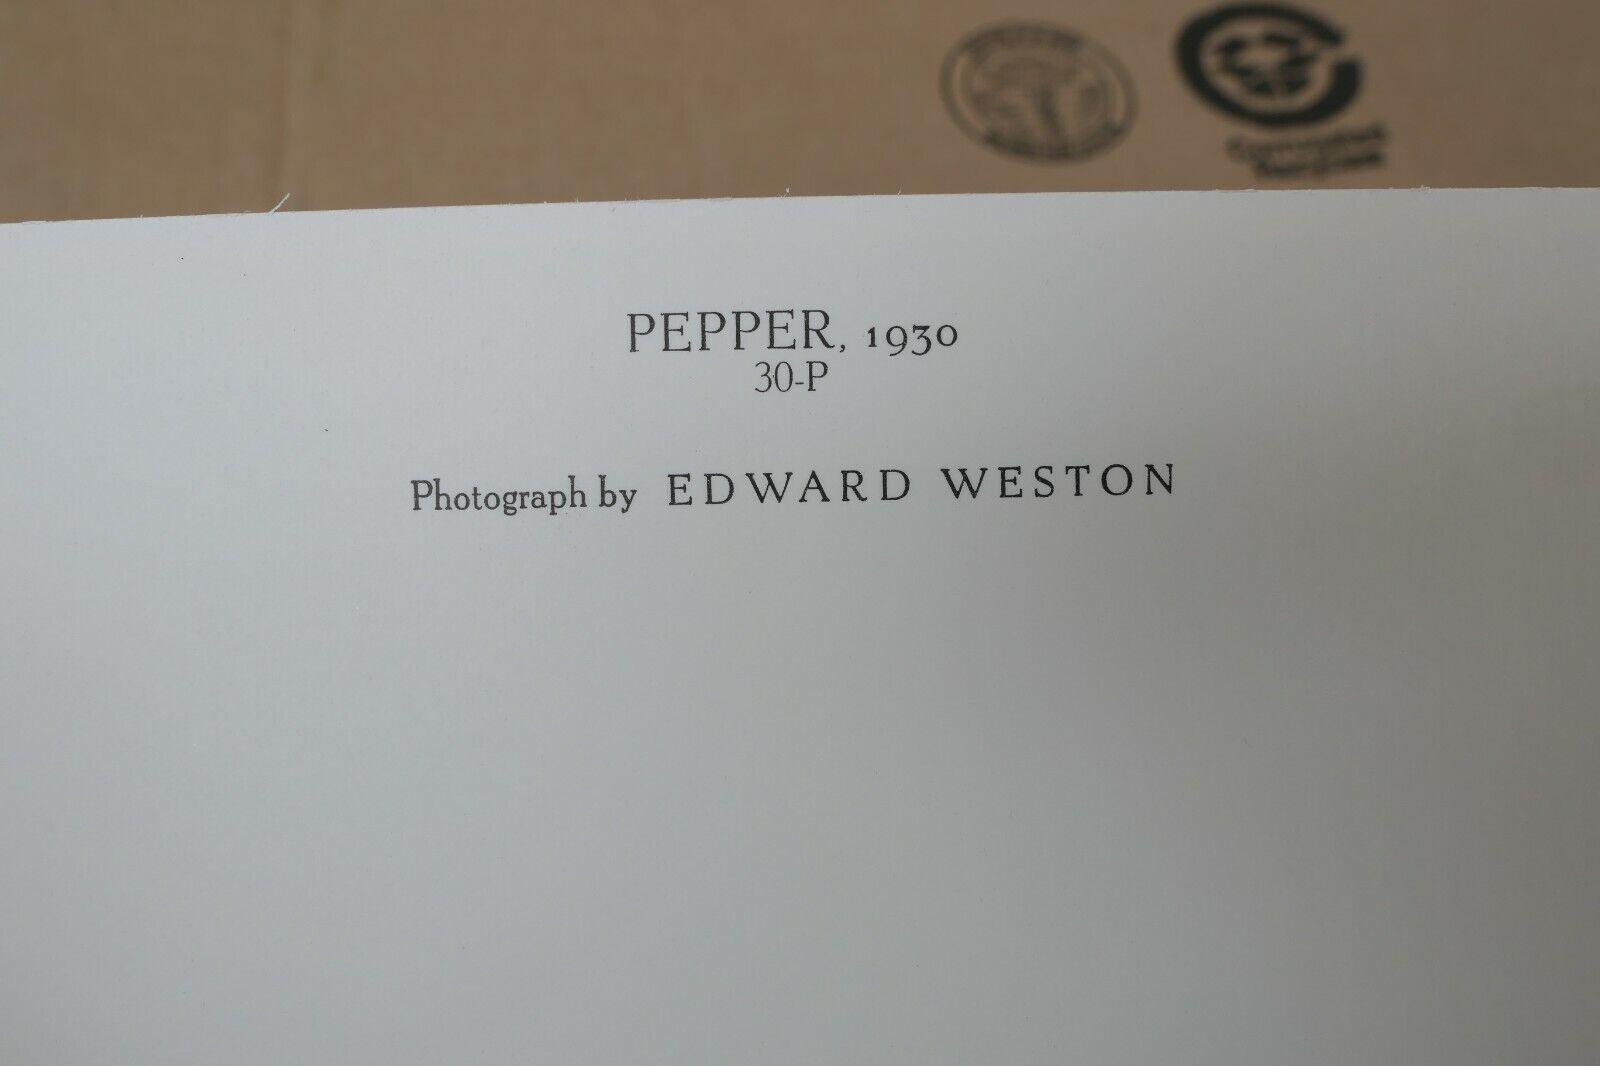 PEPPER, 1930
30-P
Photograph by EDWARD WESTON